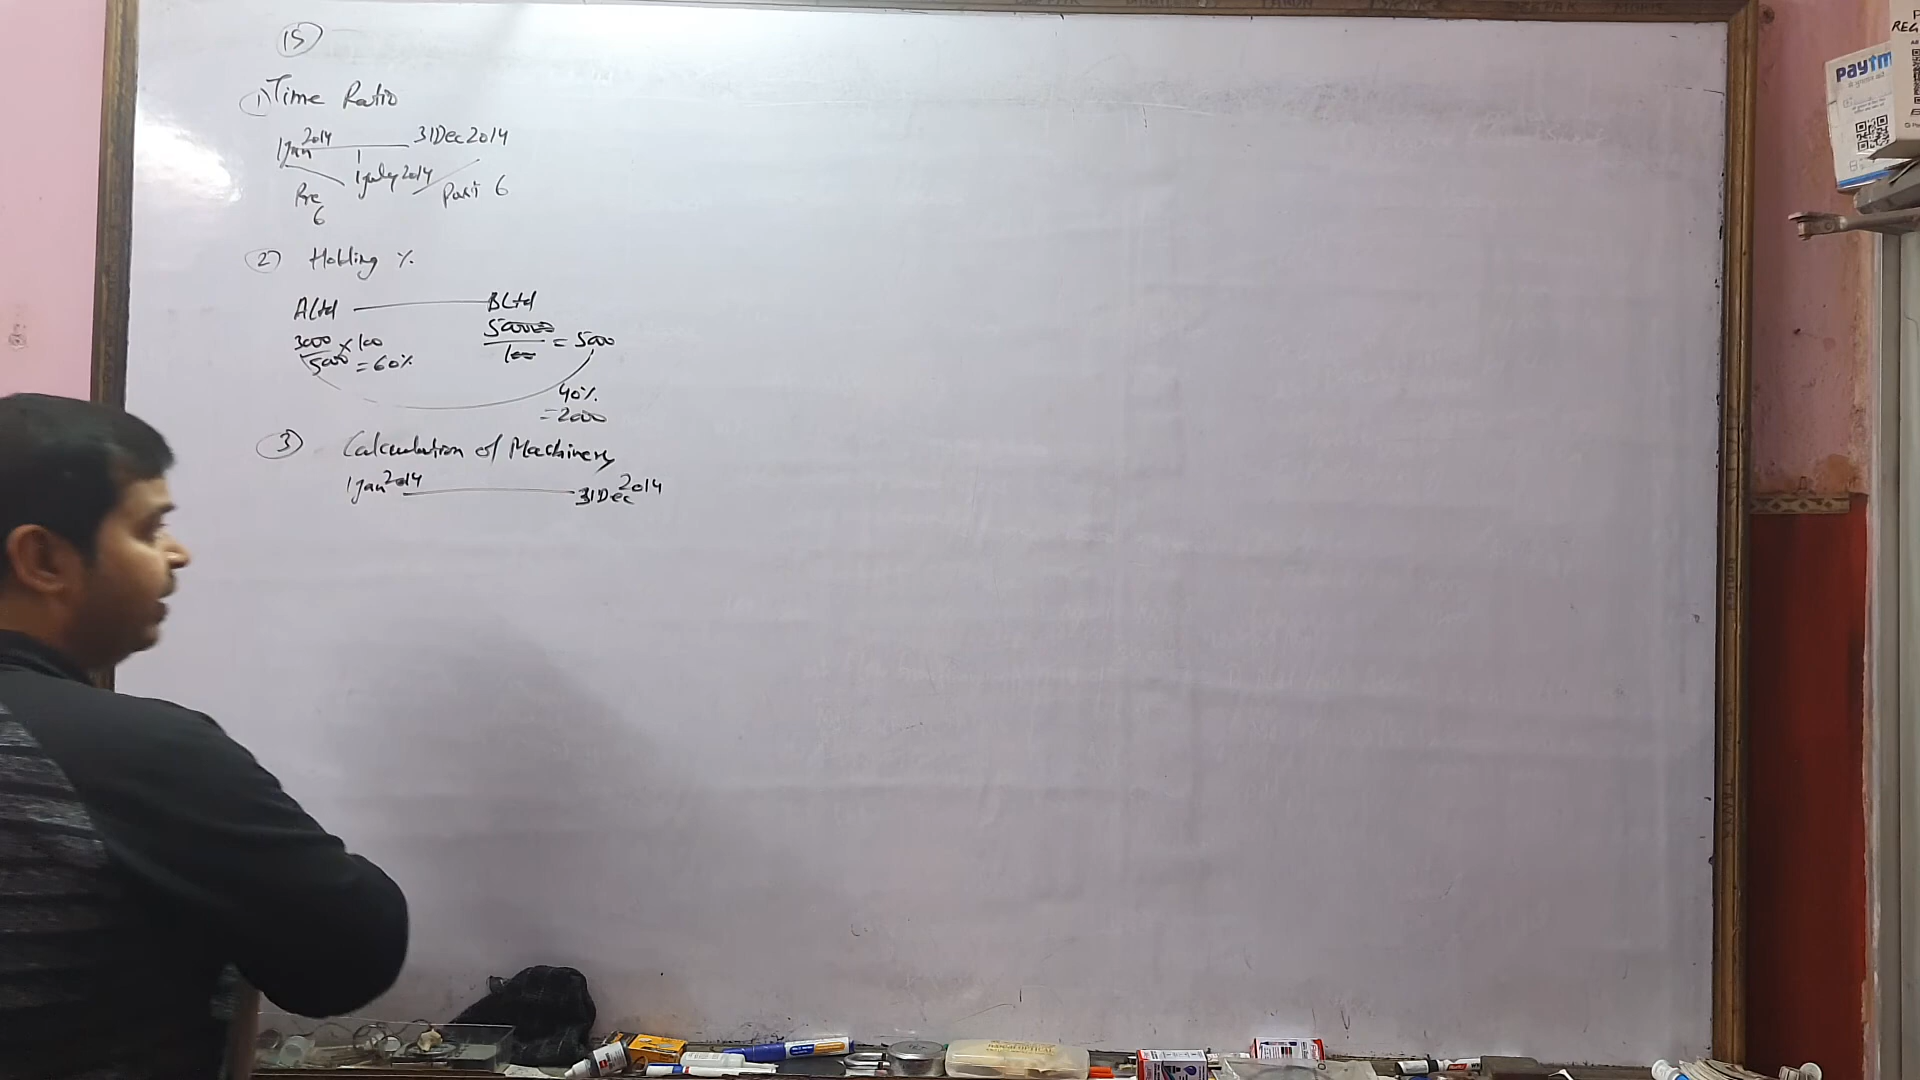 15
1) Time Ratio
1 Jan 2014 31 Dec 2014
1 July 2014
Pre Post 6
6
2) Holding %
A Ltd B Ltd
3000/5000 × 100 = 60%
500000/100 = 5000
40%
= 2000
3) Calculation of Machinery
1 Jan 2014 31 Dec 2014
paytm
REG